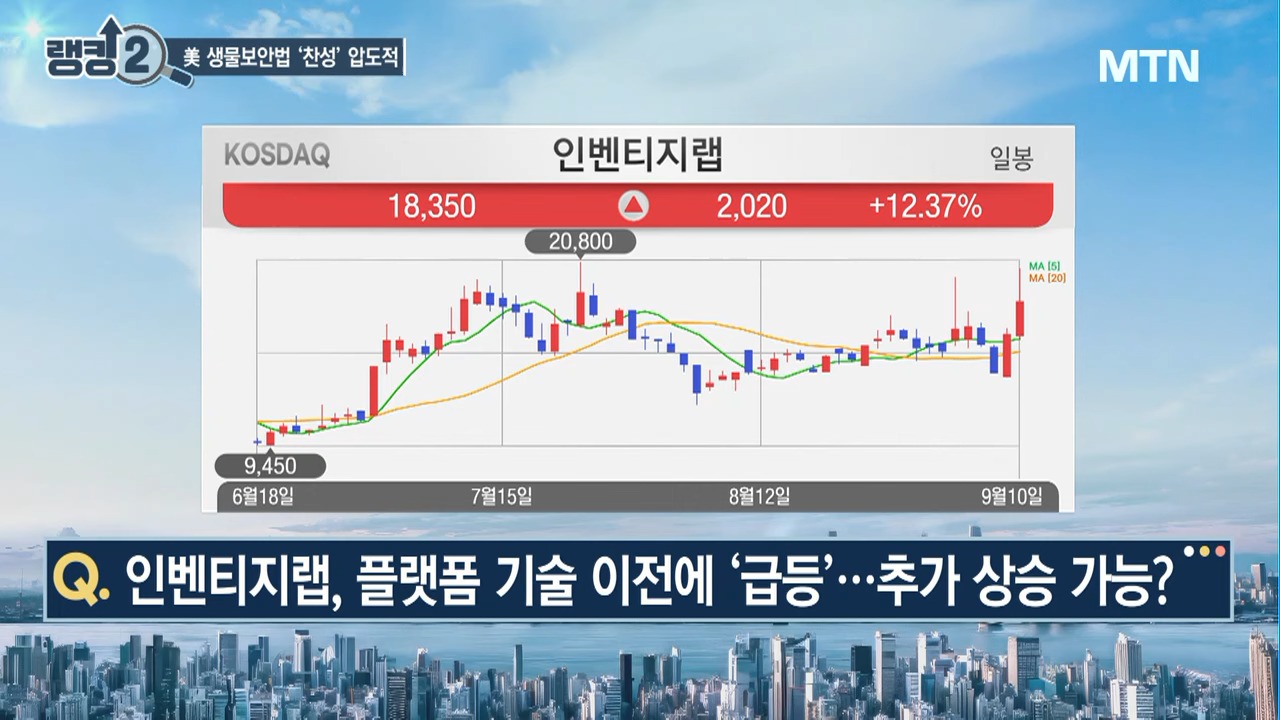 랭킹 2
美 생물보안법 ‘찬성’ 압도적
MTN
KOSDAQ
인벤티지랩
일봉
18,350 ▲ 2,020 +12.37%
20,800
MA [5]
MA [20]
9,450
6월18일 7월15일 8월12일 9월10일
Q. 인벤티지랩, 플랫폼 기술 이전에 ‘급등’…추가 상승 가능?